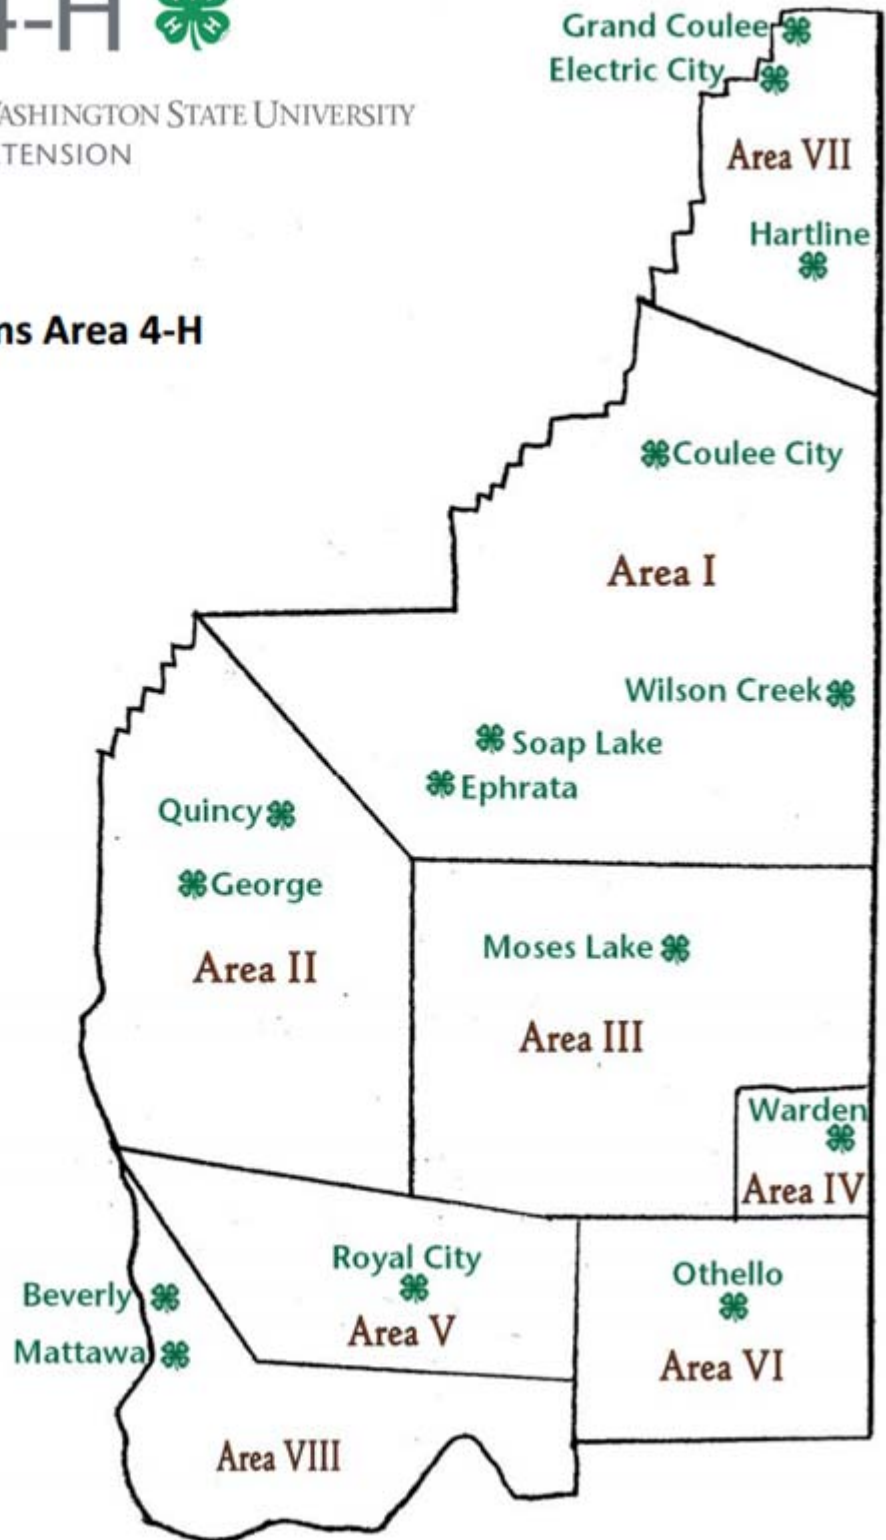 4-H
WASHINGTON STATE UNIVERSITY
TENSION
ns Area 4-H
Grand Coulee
Electric City
Area VII
Hartline
Coulee City
Area I
Wilson Creek
Soap Lake
Ephrata
Quincy
George
Area II
Moses Lake
Area III
Warden
Area IV
Royal City
Area V
Othello
Area VI
Beverly
Mattawa
Area VIII